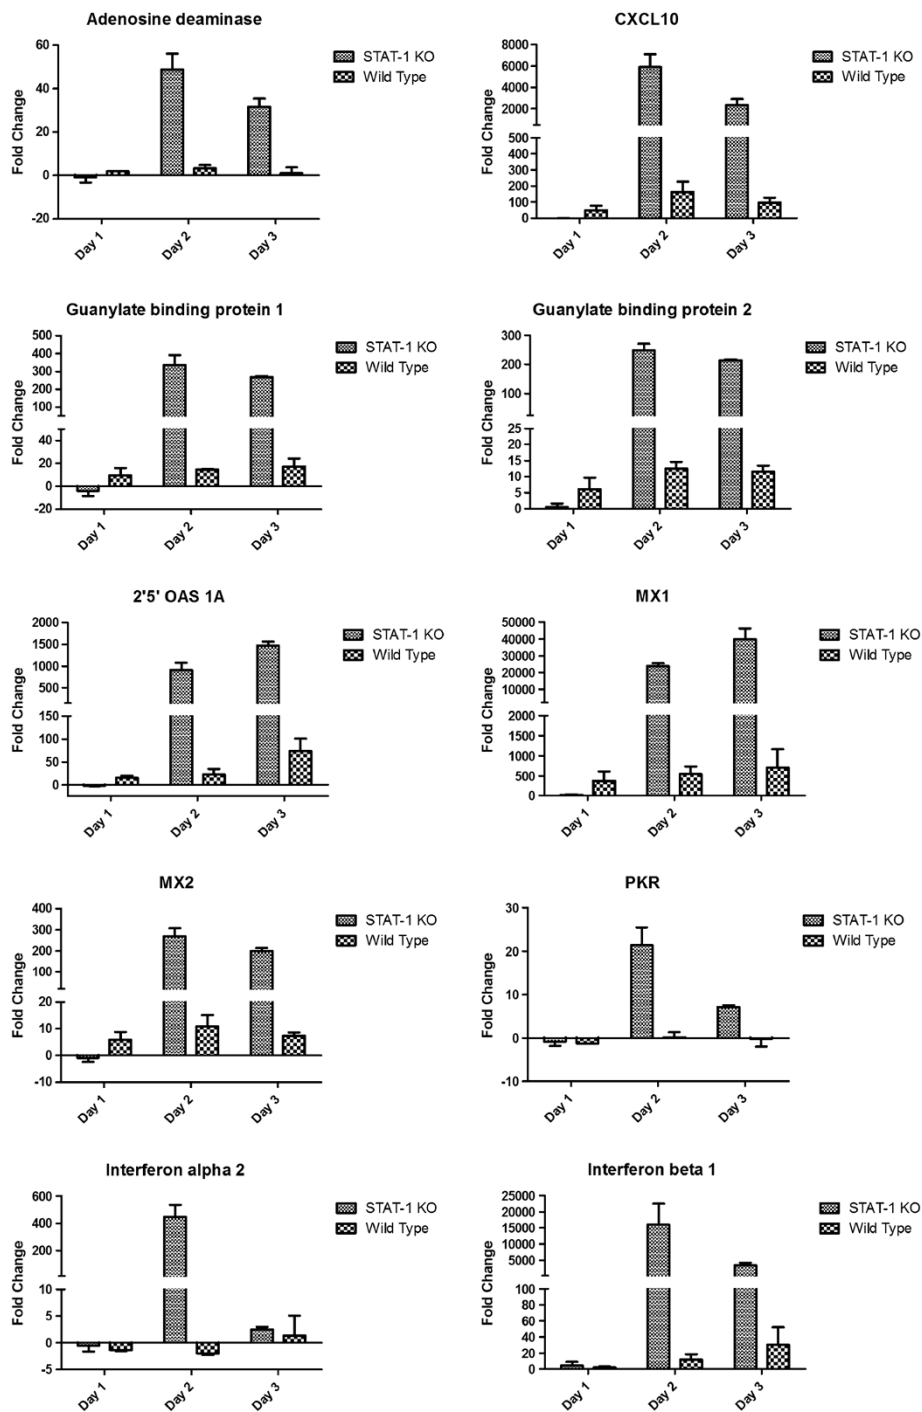 Adenosine deaminase
Fold Change
60
40
20
0
-20
Day 1
Day 2
Day 3
STAT-1 KO
Wild Type
CXCL10
Fold Change
8000
6000
4000
2000
500
400
300
200
100
0
Day 1
Day 2
Day 3
STAT-1 KO
Wild Type
Guanylate binding protein 1
Fold Change
500
400
300
200
100
40
20
0
-20
Day 1
Day 2
Day 3
STAT-1 KO
Wild Type
Guanylate binding protein 2
Fold Change
300
200
100
25
20
15
10
5
0
Day 1
Day 2
Day 3
STAT-1 KO
Wild Type
2'5' OAS 1A
Fold Change
2000
1500
1000
500
150
100
50
0
Day 1
Day 2
Day 3
STAT-1 KO
Wild Type
MX1
Fold Change
50000
40000
30000
20000
10000
2000
1500
1000
500
0
Day 1
Day 2
Day 3
STAT-1 KO
Wild Type
MX2
Fold Change
400
300
200
100
20
10
0
-10
Day 1
Day 2
Day 3
STAT-1 KO
Wild Type
PKR
Fold Change
30
20
10
0
-10
Day 1
Day 2
Day 3
STAT-1 KO
Wild Type
Interferon alpha 2
Fold Change
600
400
200
10
5
0
-5
Day 1
Day 2
Day 3
STAT-1 KO
Wild Type
Interferon beta 1
Fold Change
25000
20000
15000
10000
5000
100
80
60
40
20
0
Day 1
Day 2
Day 3
STAT-1 KO
Wild Type